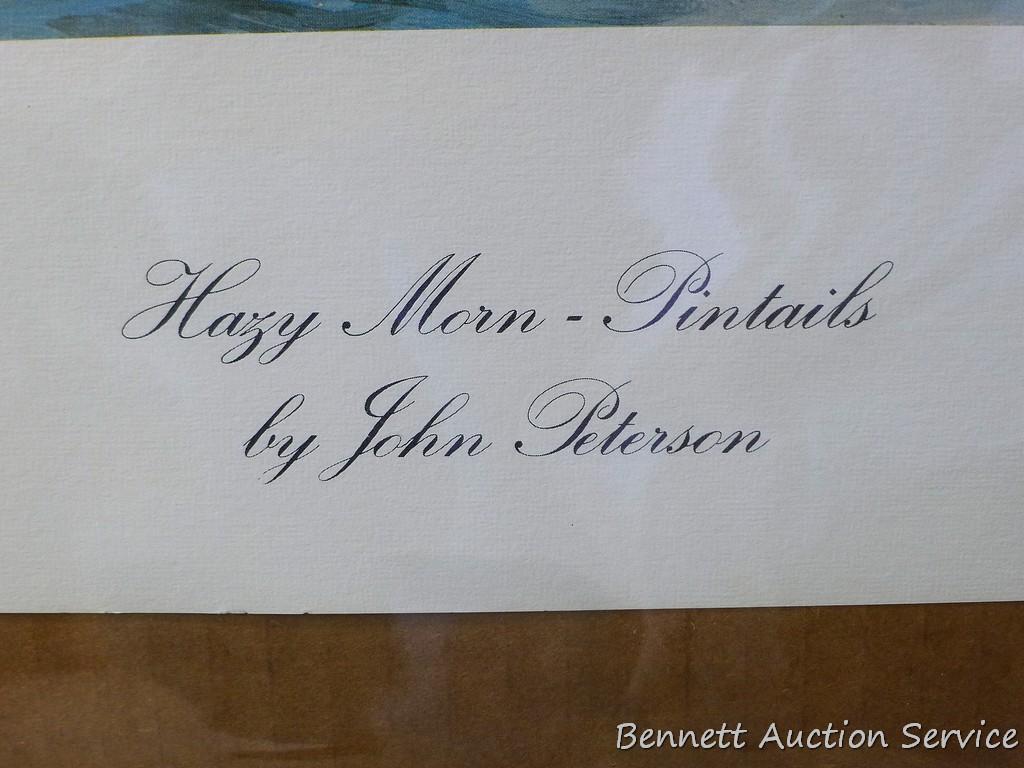 Hazy Morn - Pintails
by John Peterson
Bennett Auction Service